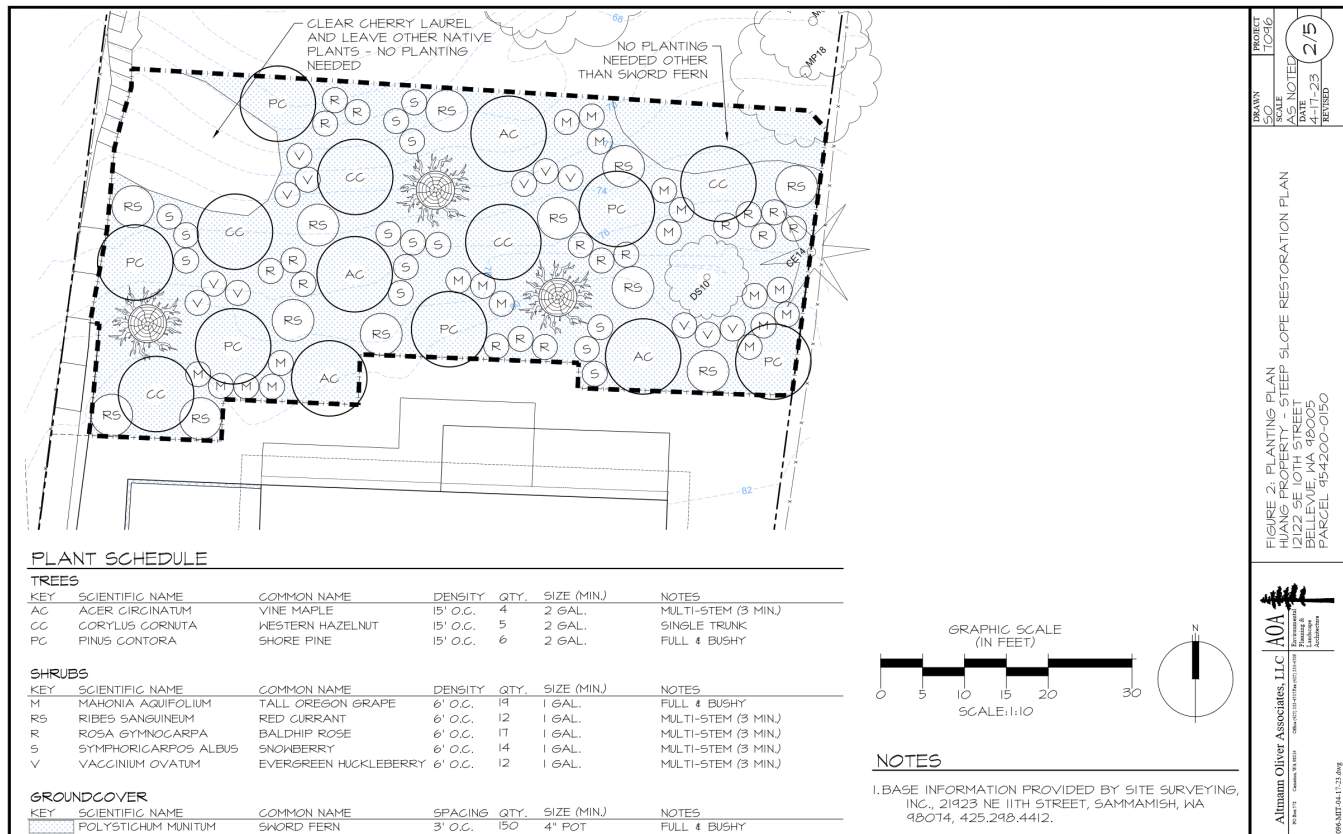 CLEAR CHERRY LAUREL
AND LEAVE OTHER NATIVE
PLANTS - NO PLANTING
NEEDED
NO PLANTING
NEEDED OTHER
THAN SWORD FERN
68
MP18
PC
R
R
R
S
S
S
RS
AC
M
M
M
72
RS
V
V
V
CC
V
V
V
74
PC
M
M
M
CC
RS
RS
S
S
S
CC
RS
S
S
S
CC
RS
76
R
R
R
R
R
R
R
R
PC
R
R
R
AC
S
S
M
M
M
80
RS
DS10
CE14
M
M
M
M
M
V
V
V
RS
V
V
V
PC
RS
PC
R
R
R
S
S
S
AC
RS
PC
M
M
M
M
M
AC
CC
RS
RS
82
PLANT SCHEDULE
TREES
KEY SCIENTIFIC NAME COMMON NAME DENSITY QTY. SIZE (MIN.) NOTES
AC ACER CIRCINATUM VINE MAPLE 15' O.C. 4 2 GAL. MULTI-STEM (3 MIN.)
CC CORYLUS CORNUTA WESTERN HAZELNUT 15' O.C. 5 2 GAL. SINGLE TRUNK
PC PINUS CONTORA SHORE PINE 15' O.C. 6 2 GAL. FULL & BUSHY
SHRUBS
KEY SCIENTIFIC NAME COMMON NAME DENSITY QTY. SIZE (MIN.) NOTES
M MAHONIA AQUIFOLIUM TALL OREGON GRAPE 6' O.C. 19 1 GAL. FULL & BUSHY
RS RIBES SANGUINEUM RED CURRANT 6' O.C. 12 1 GAL. MULTI-STEM (3 MIN.)
R ROSA GYMNOCARPA BALDHIP ROSE 6' O.C. 17 1 GAL. MULTI-STEM (3 MIN.)
S SYMPHORICARPOS ALBUS SNOWBERRY 6' O.C. 14 1 GAL. MULTI-STEM (3 MIN.)
V VACCINIUM OVATUM EVERGREEN HUCKLEBERRY 6' O.C. 12 1 GAL. MULTI-STEM (3 MIN.)
GROUNDCOVER
KEY SCIENTIFIC NAME COMMON NAME SPACING QTY. SIZE (MIN.) NOTES
POLYSTICHUM MUNITUM SWORD FERN 3' O.C. 150 4" POT FULL & BUSHY
GRAPHIC SCALE
(IN FEET)
0 5 10 15 20 30
SCALE:1:10
N
NOTES
1. BASE INFORMATION PROVIDED BY SITE SURVEYING,
INC., 21923 NE 11TH STREET, SAMMAMISH, WA
98074, 425.298.4412.
DRAWN
SO
PROJECT
7096
SCALE
AS NOTED
DATE
4-17-23
REVISED
2/5
FIGURE 2: PLANTING PLAN
HUANG PROPERTY - STEEP SLOPE RESTORATION PLAN
12122 SE 10TH STREET
BELLEVUE, WA 98005
PARCEL 954200-0150
Altmann Oliver Associates, LLC
AOA
Environmental
Planning &
Landscape
Architecture